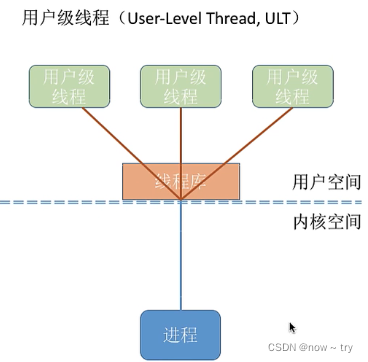 用户级线程（User-Level Thread, ULT）
用户级
线程
用户级
线程
用户级
线程
线程库
用户空间
内核空间
进程
CSDN @now ~ try